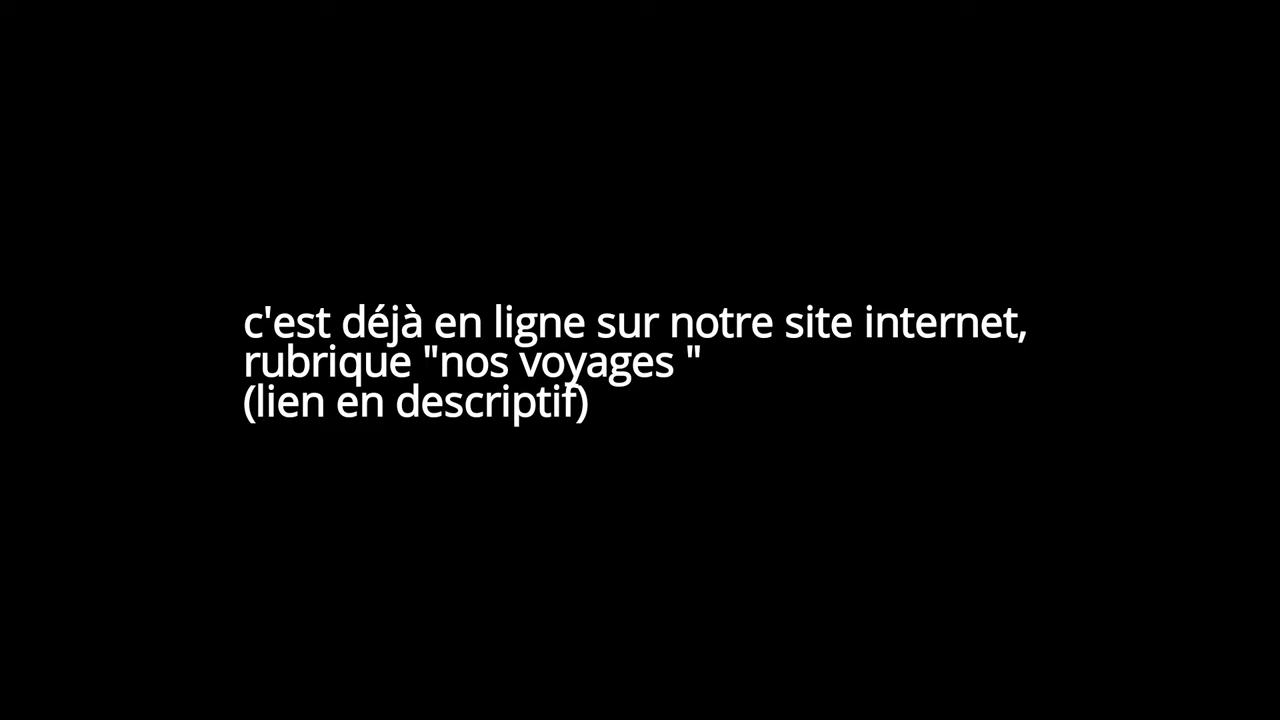 c'est déjà en ligne sur notre site internet,
rubrique "nos voyages "
(lien en descriptif)